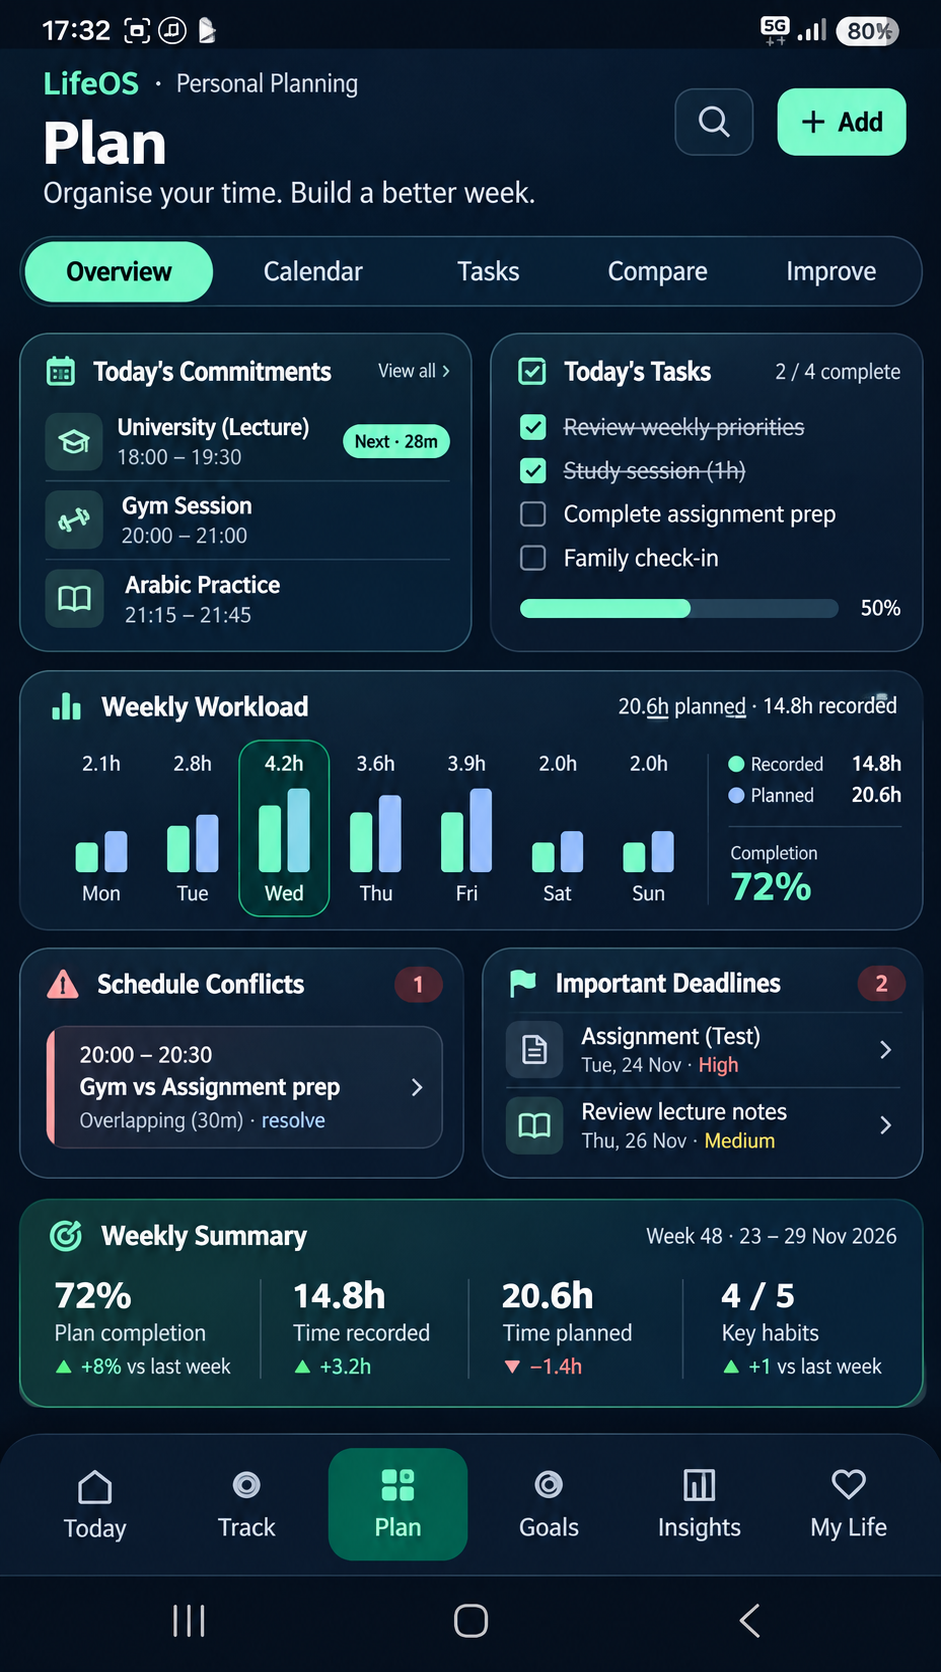 17:32
5G
80%
LifeOS · Personal Planning
Plan
Organise your time. Build a better week.
+ Add
Overview
Calendar
Tasks
Compare
Improve
Today's Commitments
View all ›
University (Lecture)
18:00 – 19:30
Next · 28m
Gym Session
20:00 – 21:00
Arabic Practice
21:15 – 21:45
Today's Tasks
2 / 4 complete
Review weekly priorities
Study session (1h)
Complete assignment prep
Family check-in
50%
Weekly Workload
20.6h planned · 14.8h recorded
2.1h
2.8h
4.2h
3.6h
3.9h
2.0h
2.0h
Mon
Tue
Wed
Thu
Fri
Sat
Sun
Recorded 14.8h
Planned 20.6h
Completion
72%
Schedule Conflicts
1
20:00 – 20:30
Gym vs Assignment prep
Overlapping (30m) · resolve
Important Deadlines
2
Assignment (Test)
Tue, 24 Nov · High
Review lecture notes
Thu, 26 Nov · Medium
Weekly Summary
Week 48 · 23 – 29 Nov 2026
72%
Plan completion
▲ +8% vs last week
14.8h
Time recorded
▲ +3.2h
20.6h
Time planned
▼ −1.4h
4 / 5
Key habits
▲ +1 vs last week
Today
Track
Plan
Goals
Insights
My Life